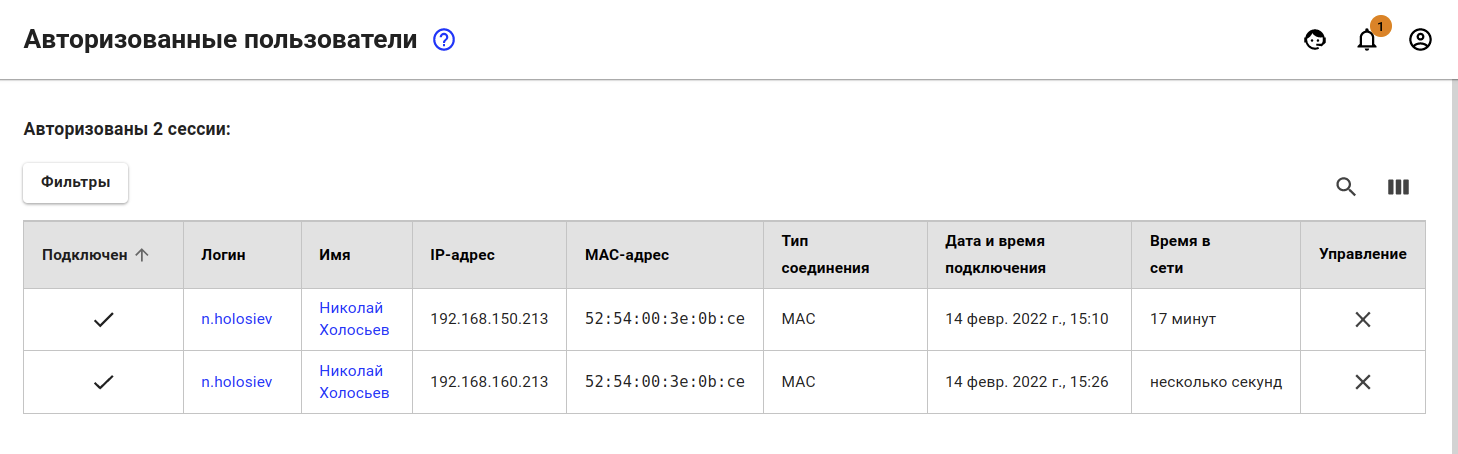 Авторизованные пользователи ?
1
Авторизованы 2 сессии:
Фильтры
Подключен Логин Имя IP-адрес MAC-адрес Тип соединения Дата и время подключения Время в сети Управление
n.holosiev Николай Холосьев 192.168.150.213 52:54:00:3e:0b:ce MAC 14 февр. 2022 г., 15:10 17 минут
n.holosiev Николай Холосьев 192.168.160.213 52:54:00:3e:0b:ce MAC 14 февр. 2022 г., 15:26 несколько секунд